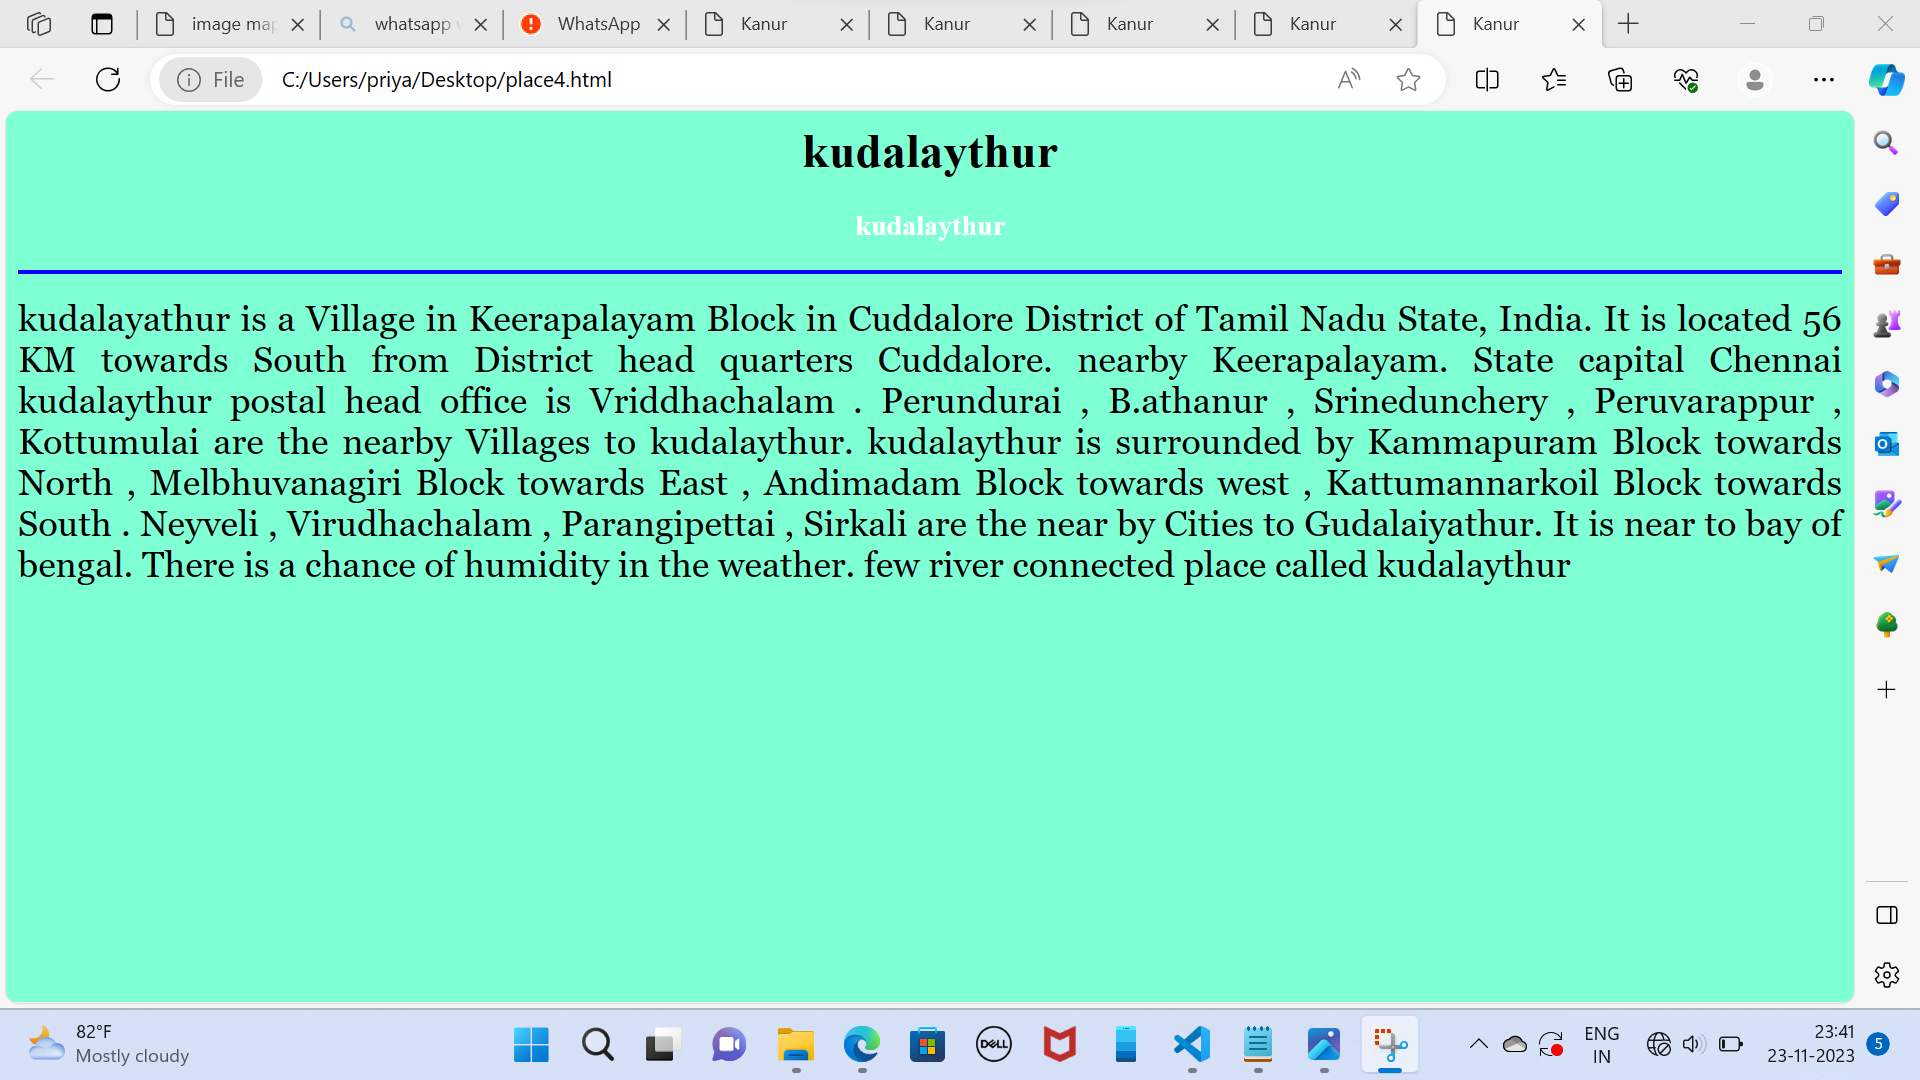 image map
whatsapp
WhatsApp
Kanur
Kanur
Kanur
Kanur
Kanur
File
C:/Users/priya/Desktop/place4.html
kudalaythur
kudalaythur
kudalayathur is a Village in Keerapalayam Block in Cuddalore District of Tamil Nadu State, India. It is located 56
KM towards South from District head quarters Cuddalore. nearby Keerapalayam. State capital Chennai
kudalaythur postal head office is Vriddhachalam . Perundurai , B.athanur , Srinedunchery , Peruvarappur ,
Kottumulai are the nearby Villages to kudalaythur. kudalaythur is surrounded by Kammapuram Block towards
North , Melbhuvanagiri Block towards East , Andimadam Block towards west , Kattumannarkoil Block towards
South . Neyveli , Virudhachalam , Parangipettai , Sirkali are the near by Cities to Gudalaiyathur. It is near to bay of
bengal. There is a chance of humidity in the weather. few river connected place called kudalaythur
82°F
Mostly cloudy
DELL
ENG
IN
23:41
23-11-2023
5